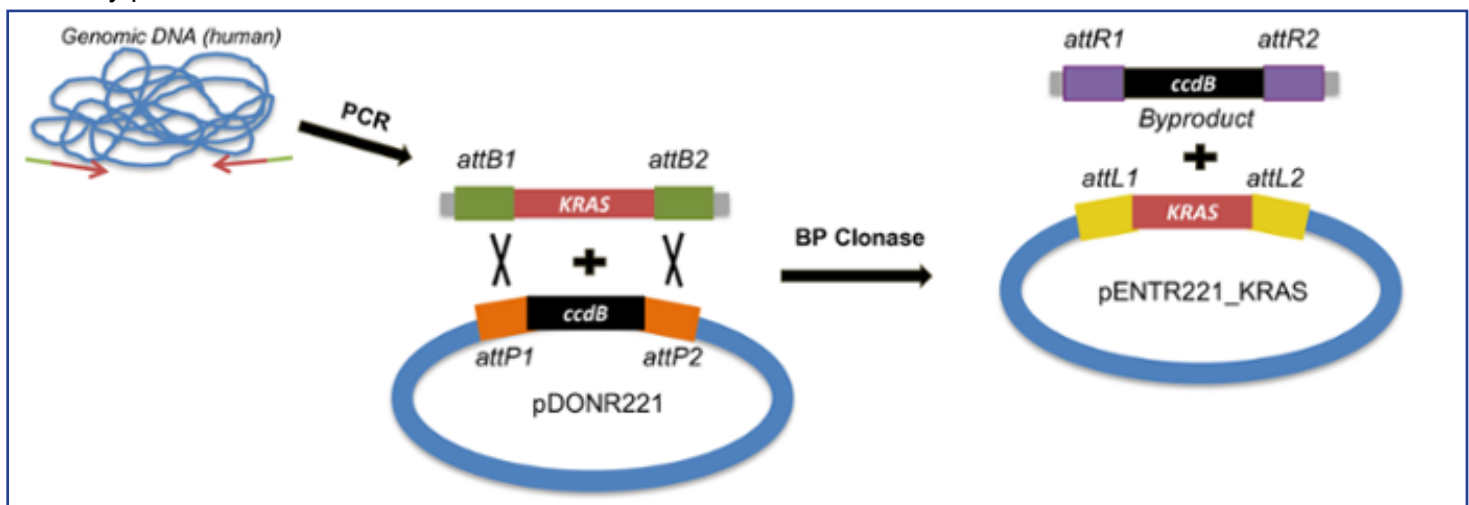 Genomic DNA (human)
PCR
attB1
attB2
KRAS
ccdB
attP1
attP2
pDONR221
BP Clonase
attR1
attR2
ccdB
Byproduct
attL1
attL2
KRAS
pENTR221_KRAS